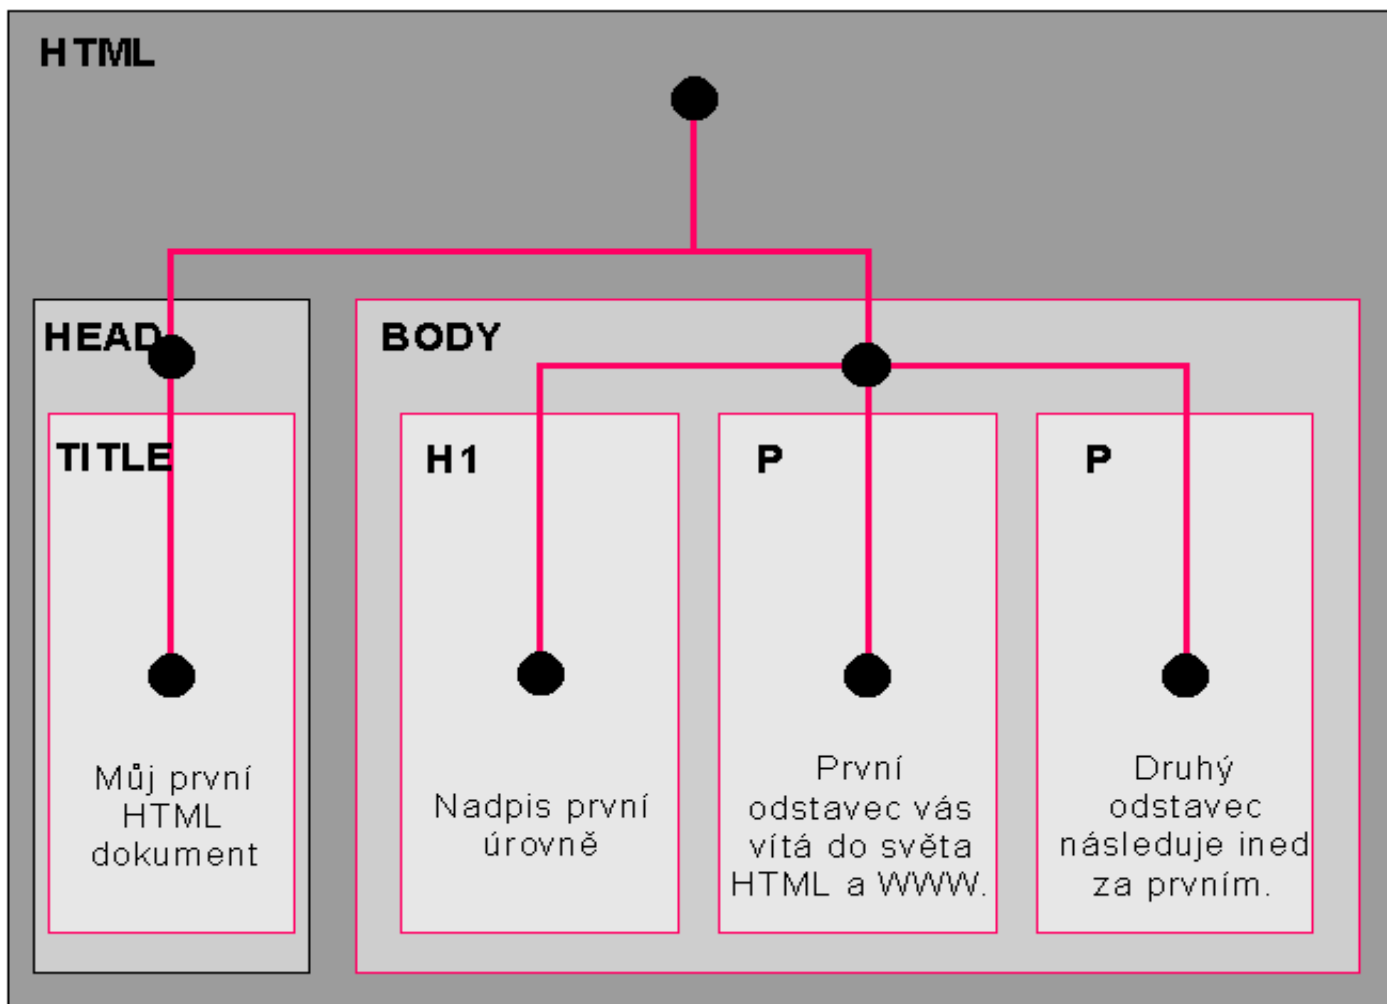 HTML
HEAD
BODY
TITLE
H1
P
P
Můj první
HTML
dokument
Nadpis první
úrovně
První
odstavec vás
vítá do světa
HTML a WWW.
Druhý
odstavec
následuje ined
za prvním.